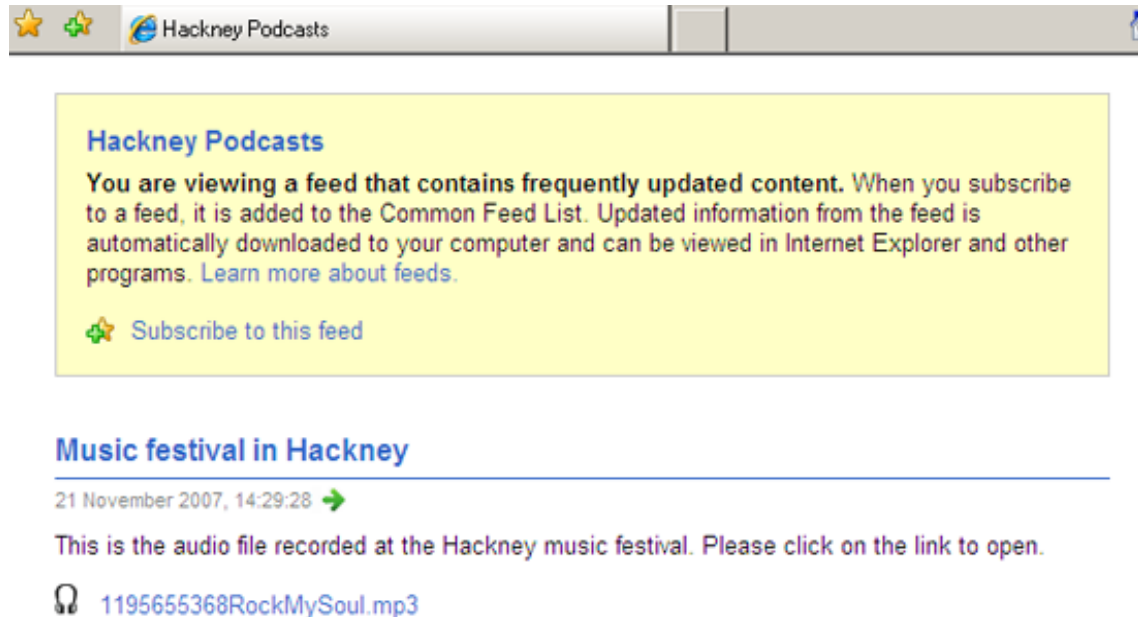 Hackney Podcasts
Hackney Podcasts
You are viewing a feed that contains frequently updated content. When you subscribe
to a feed, it is added to the Common Feed List. Updated information from the feed is
automatically downloaded to your computer and can be viewed in Internet Explorer and other
programs. Learn more about feeds.
Subscribe to this feed
Music festival in Hackney
21 November 2007, 14:29:28
This is the audio file recorded at the Hackney music festival. Please click on the link to open.
1195655368RockMySoul.mp3